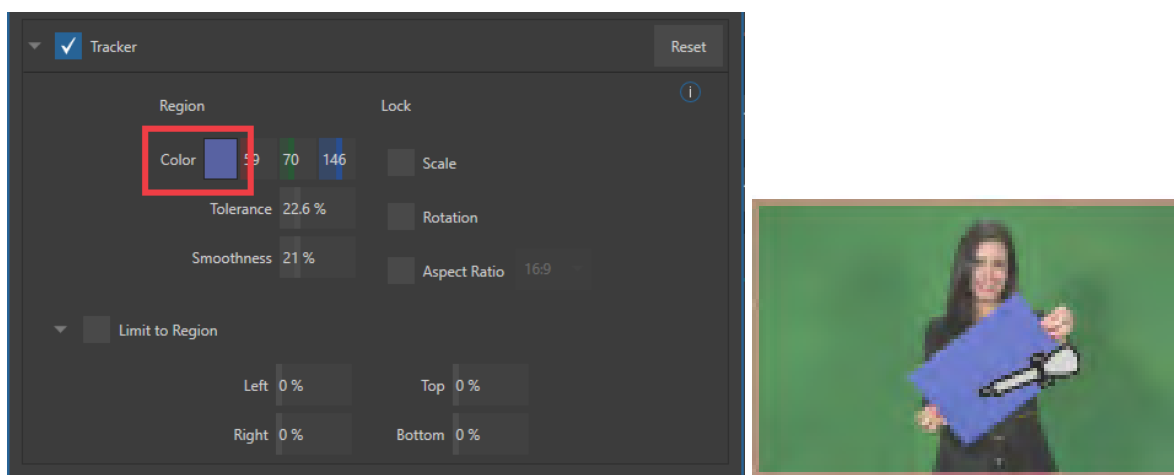 Tracker Reset
Region Lock
Color 59 70 146 Scale
Tolerance 22.6 % Rotation
Smoothness 21 % Aspect Ratio 16:9
Limit to Region
Left 0 % Top 0 %
Right 0 % Bottom 0 %